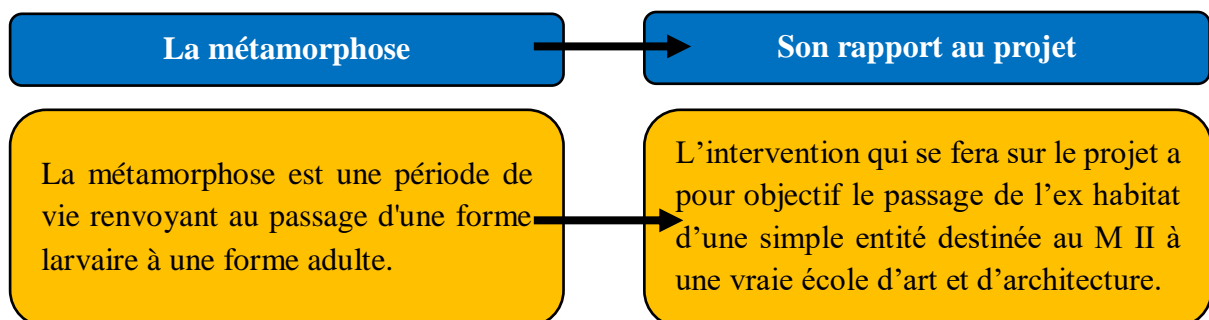 La métamorphose
Son rapport au projet
La métamorphose est une période de
vie renvoyant au passage d'une forme
larvaire à une forme adulte.
L’intervention qui se fera sur le projet a
pour objectif le passage de l’ex habitat
d’une simple entité destinée au M II à
une vraie école d’art et d’architecture.